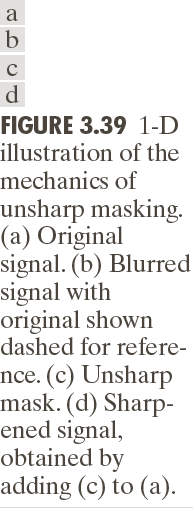 a
b
c
d
FIGURE 3.39 1-D
illustration of the
mechanics of
unsharp masking.
(a) Original
signal. (b) Blurred
signal with
original shown
dashed for refere-
nce. (c) Unsharp
mask. (d) Sharp-
ened signal,
obtained by
adding (c) to (a).